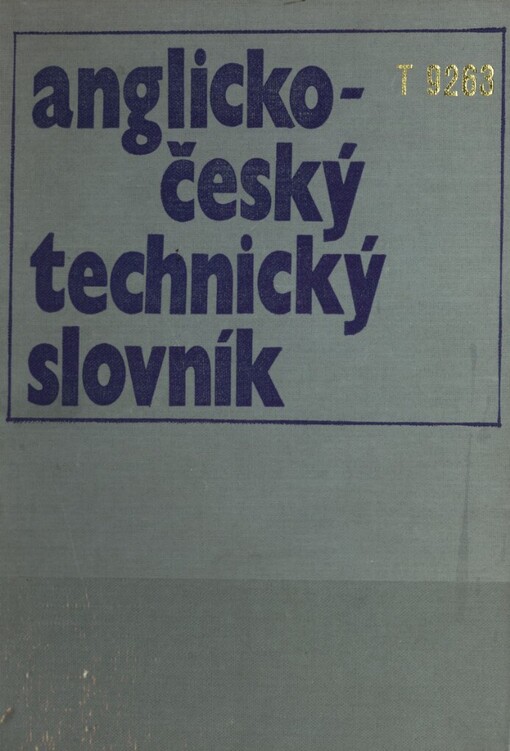 anglicko-
T 9263
český
technický
slovník